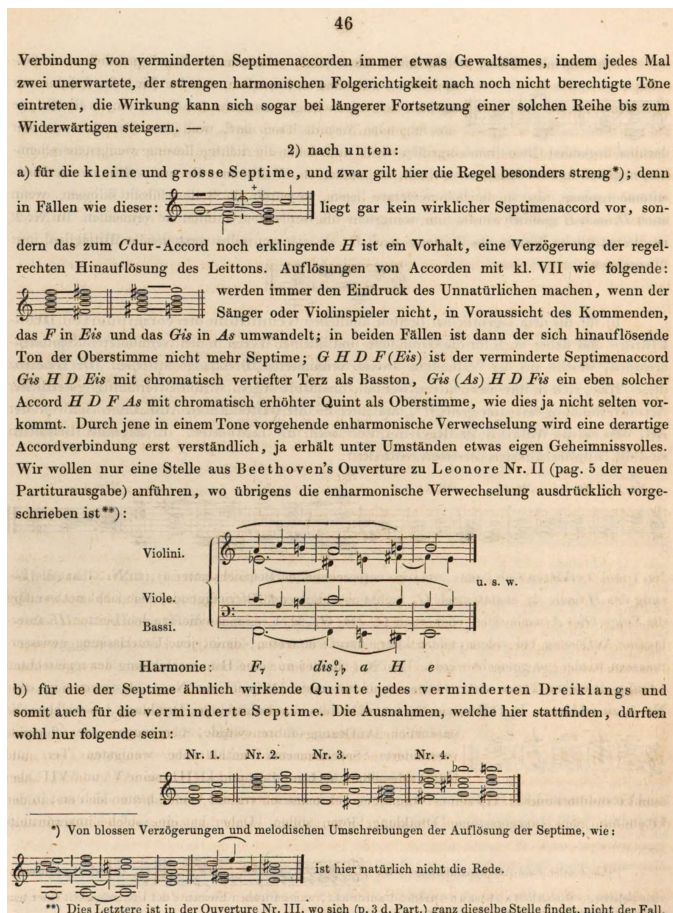 46
Verbindung von verminderten Septimenaccorden immer etwas Gewaltsames, indem jedes Mal
zwei unerwartete, der strengen harmonischen Folgerichtigkeit nach noch nicht berechtigte Töne
eintreten, die Wirkung kann sich sogar bei längerer Fortsetzung einer solchen Reihe bis zum
Widerwärtigen steigern. —
2) nach unten:
a) für die kleine und grosse Septime, und zwar gilt hier die Regel besonders streng*); denn
in Fällen wie dieser: liegt gar kein wirklicher Septimenaccord vor, son-
dern das zum Cdur-Accord noch erklingende H ist ein Vorhalt, eine Verzögerung der regel-
rechten Hinauflösung des Leittons. Auflösungen von Accorden mit kl. VII wie folgende:
werden immer den Eindruck des Unnatürlichen machen, wenn der
Sänger oder Violinspieler nicht, in Voraussicht des Kommenden,
das F in Eis und das Gis in As umwandelt; in beiden Fällen ist dann der sich hinauflösende
Ton der Oberstimme nicht mehr Septime; G H D F (Eis) ist der verminderte Septimenaccord
Gis H D Eis mit chromatisch vertiefter Terz als Basston, Gis (As) H D Fis ein eben solcher
Accord H D F As mit chromatisch erhöhter Quint als Oberstimme, wie dies ja nicht selten vor-
kommt. Durch jene in einem Tone vorgehende enharmonische Verwechselung wird eine derartige
Accordverbindung erst verständlich, ja erhält unter Umständen etwas eigen Geheimnissvolles.
Wir wollen nur eine Stelle aus Beethoven's Ouverture zu Leonore Nr. II (pag. 5 der neuen
Partiturausgabe) anführen, wo übrigens die enharmonische Verwechselung ausdrücklich vorge-
schrieben ist**):
Violini.
u. s. w.
Viole.
Bassi.
Harmonie: F7 dis a H e
b) für die der Septime ähnlich wirkende Quinte jedes verminderten Dreiklangs und
somit auch für die verminderte Septime. Die Ausnahmen, welche hier stattfinden, dürften
wohl nur folgende sein:
Nr. 1. Nr. 2. Nr. 3. Nr. 4.
*) Von blossen Verzögerungen und melodischen Umschreibungen der Auflösung der Septime, wie:
ist hier natürlich nicht die Rede.
**) Dies Letztere ist in der Ouverture Nr. III, wo sich (p. 3 d. Part.) ganz dieselbe Stelle findet, nicht der Fall.